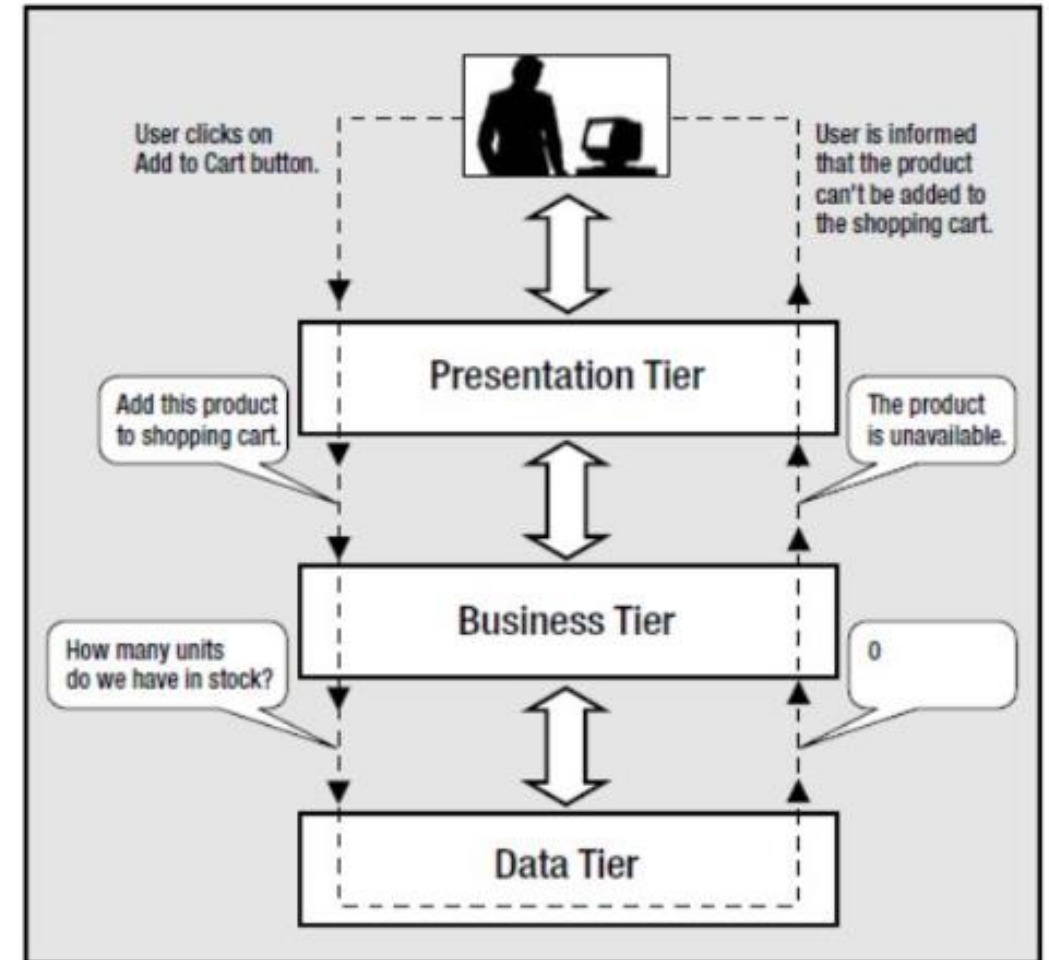 User clicks on
Add to Cart button.
User is informed
that the product
can't be added to
the shopping cart.
Presentation Tier
Add this product
to shopping cart.
The product
is unavailable.
Business Tier
How many units
do we have in stock?
0
Data Tier